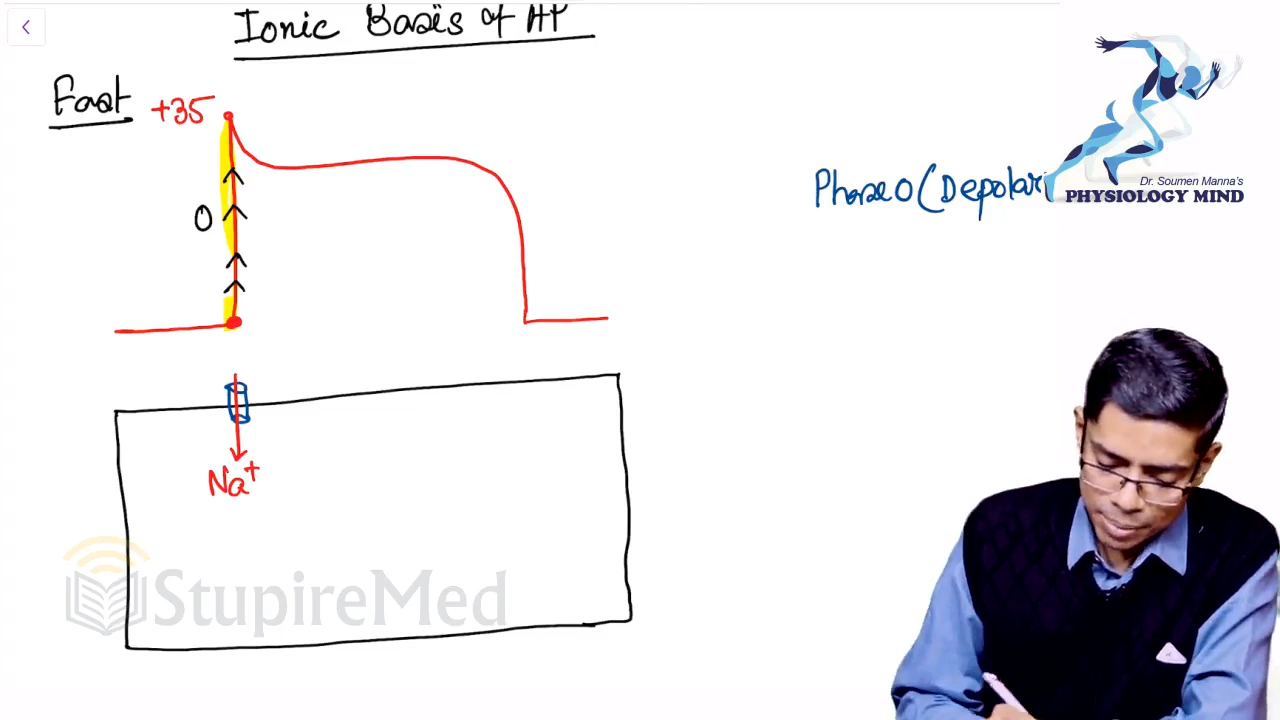 Ionic Basis of AP
Fast
+35
0
Phase 0 (Depolari
Dr. Soumen Manna's
PHYSIOLOGY MIND
Na+
StupireMed